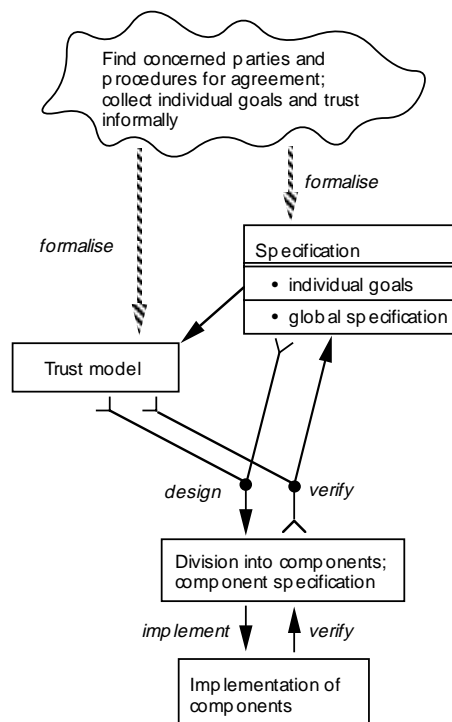 Find concerned parties and
procedures for agreement;
collect individual goals and trust
informally
formalise
formalise
Specification
• individual goals
• global specification
Trust model
design
verify
Division into components;
component specification
implement
verify
Implementation of
components